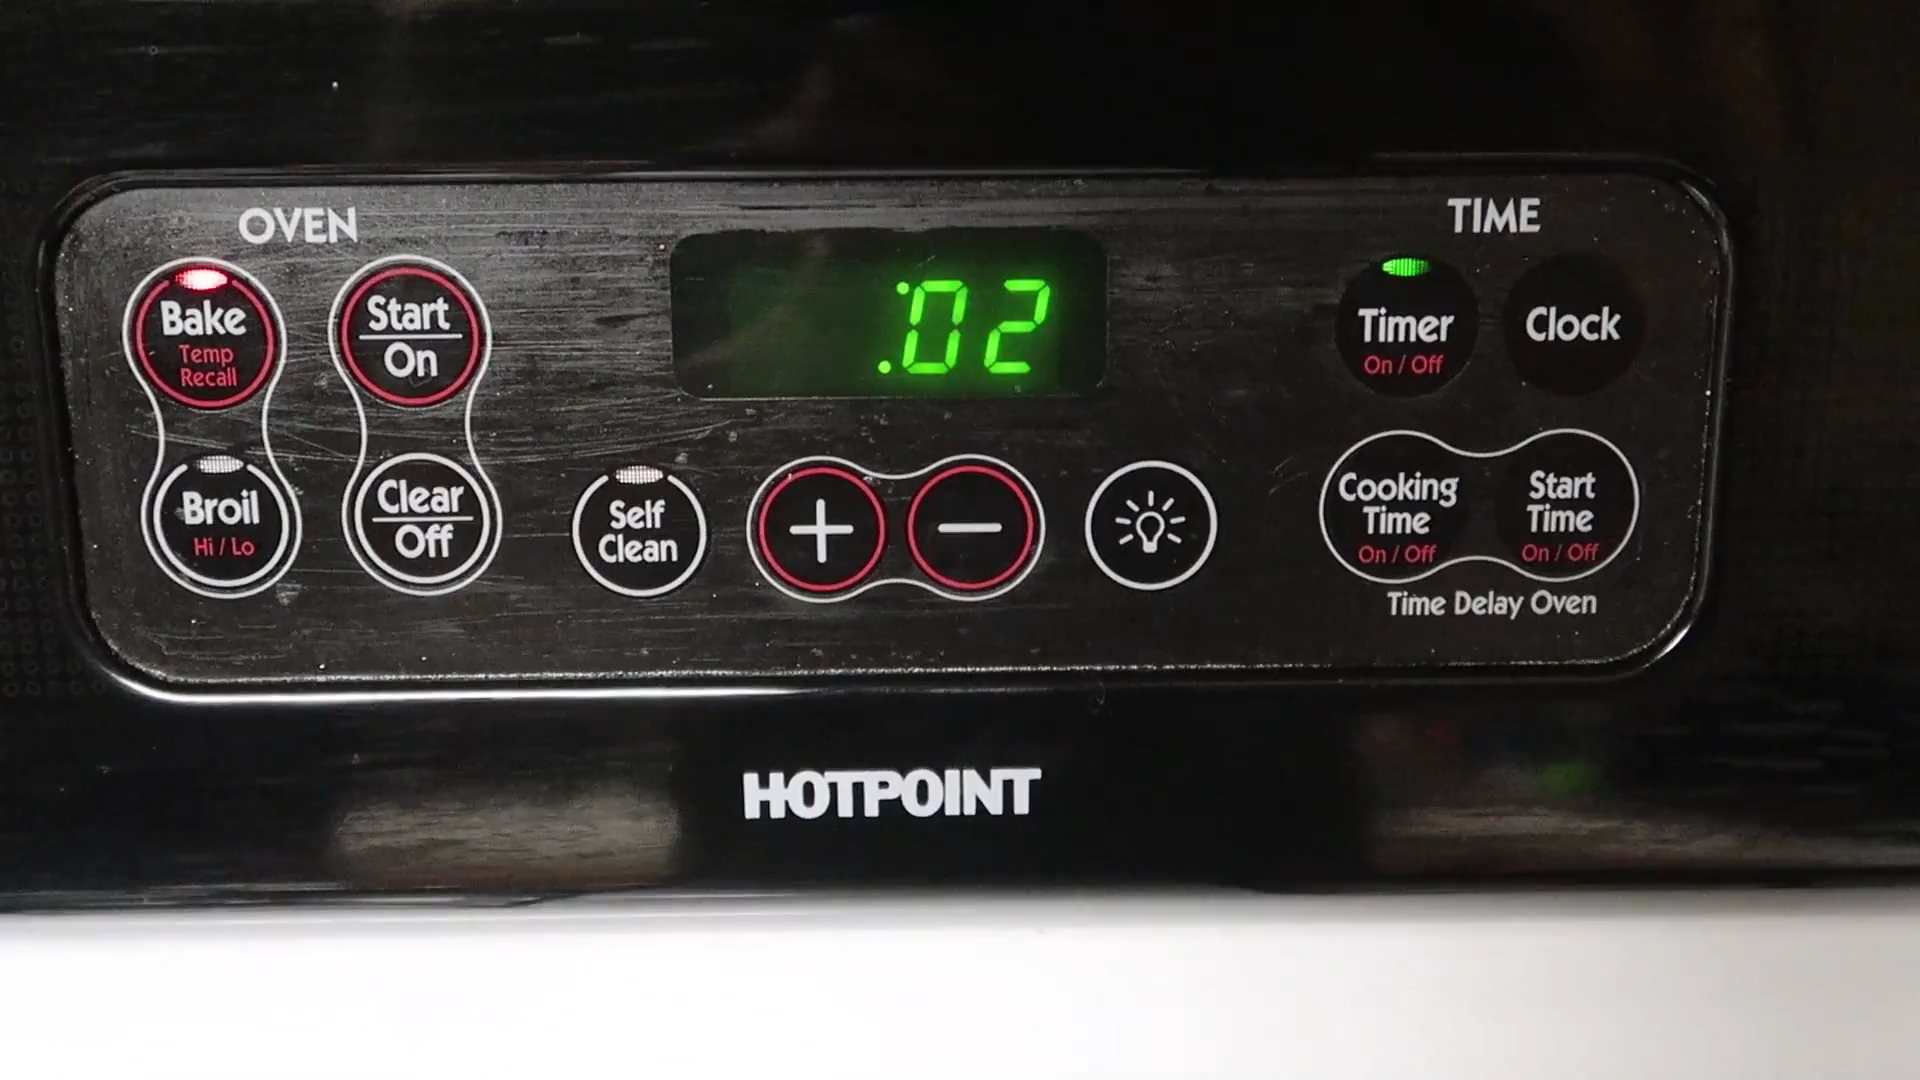 OVEN
TIME
Bake
Temp
Recall
Start
On
:02
Timer
On / Off
Clock
Broil
Hi / Lo
Clear
Off
Self
Clean
+
−
Cooking
Time
On / Off
Start
Time
On / Off
Time Delay Oven
HOTPOINT